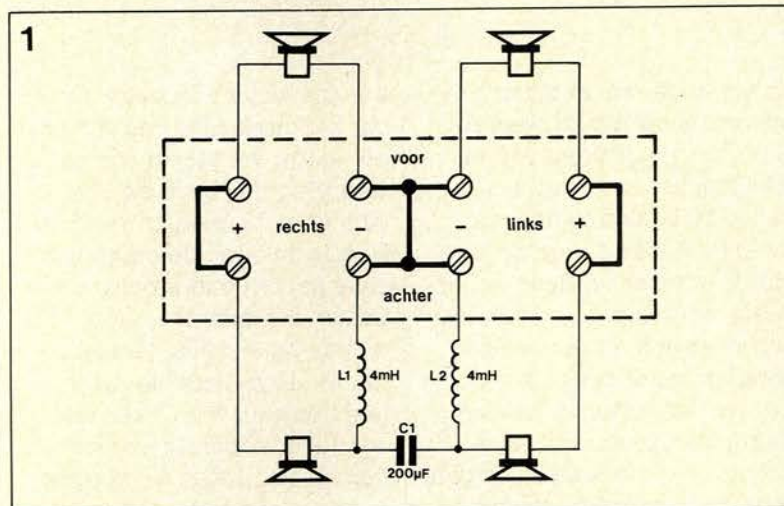 1
voor
+ rechts − − links +
achter
L1 4mH L2 4mH
C1
200µF